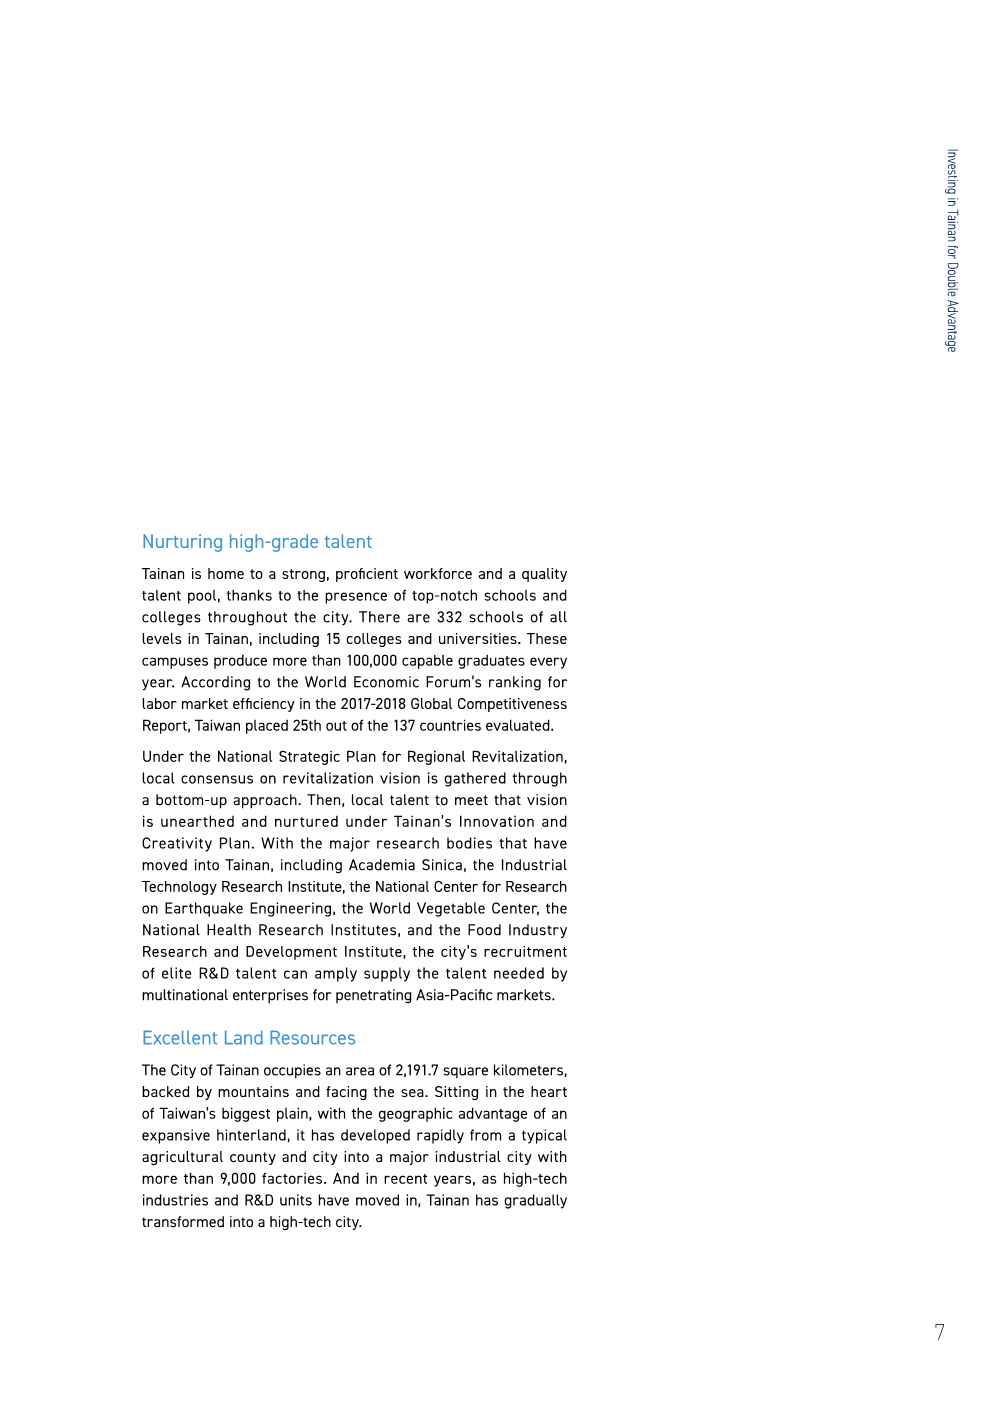 Investing in Tainan for Double Advantage
Nurturing high-grade talent
Tainan is home to a strong, proficient workforce and a quality
talent pool, thanks to the presence of top-notch schools and
colleges throughout the city. There are 332 schools of all
levels in Tainan, including 15 colleges and universities. These
campuses produce more than 100,000 capable graduates every
year. According to the World Economic Forum's ranking for
labor market efficiency in the 2017-2018 Global Competitiveness
Report, Taiwan placed 25th out of the 137 countries evaluated.
Under the National Strategic Plan for Regional Revitalization,
local consensus on revitalization vision is gathered through
a bottom-up approach. Then, local talent to meet that vision
is unearthed and nurtured under Tainan's Innovation and
Creativity Plan. With the major research bodies that have
moved into Tainan, including Academia Sinica, the Industrial
Technology Research Institute, the National Center for Research
on Earthquake Engineering, the World Vegetable Center, the
National Health Research Institutes, and the Food Industry
Research and Development Institute, the city's recruitment
of elite R&D talent can amply supply the talent needed by
multinational enterprises for penetrating Asia-Pacific markets.
Excellent Land Resources
The City of Tainan occupies an area of 2,191.7 square kilometers,
backed by mountains and facing the sea. Sitting in the heart
of Taiwan's biggest plain, with the geographic advantage of an
expansive hinterland, it has developed rapidly from a typical
agricultural county and city into a major industrial city with
more than 9,000 factories. And in recent years, as high-tech
industries and R&D units have moved in, Tainan has gradually
transformed into a high-tech city.
7